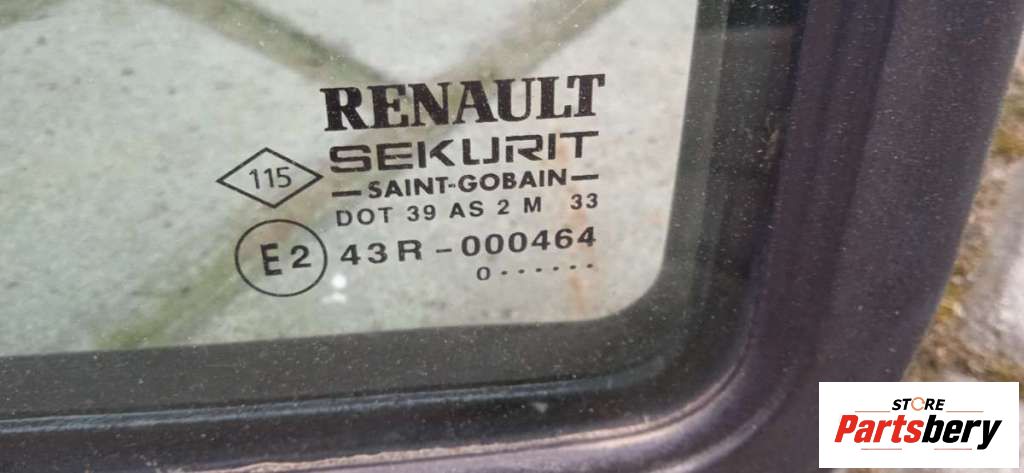 RENAULT
SEKURIT
115
SAINT-GOBAIN
DOT 39 AS 2 M 33
E2
43R-000464
0······
STORE
Partsbery